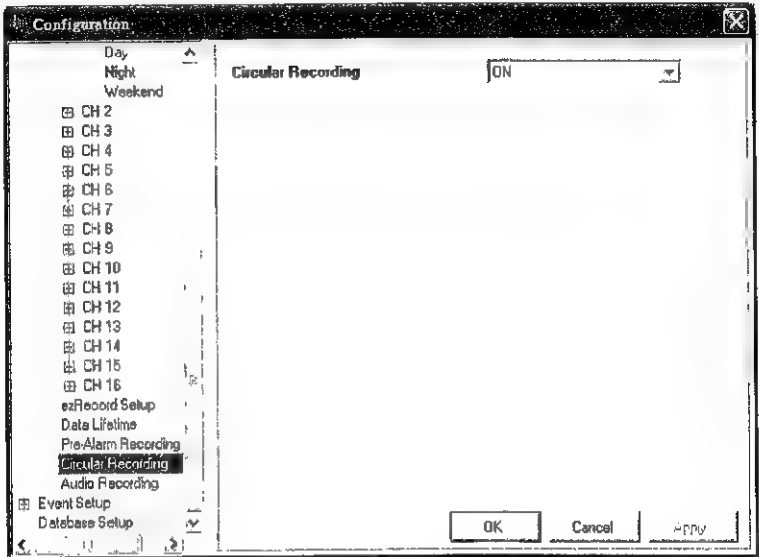 Configuration
Day
Night
Weekend
CH 2
CH 3
CH 4
CH 5
CH 6
CH 7
CH 8
CH 9
CH 10
CH 11
CH 12
CH 13
CH 14
CH 15
CH 16
ezRecord Setup
Data Lifetime
Pre-Alarm Recording
Circular Recording
Audio Recording
Event Setup
Database Setup
Circular Recording ON
OK Cancel Apply